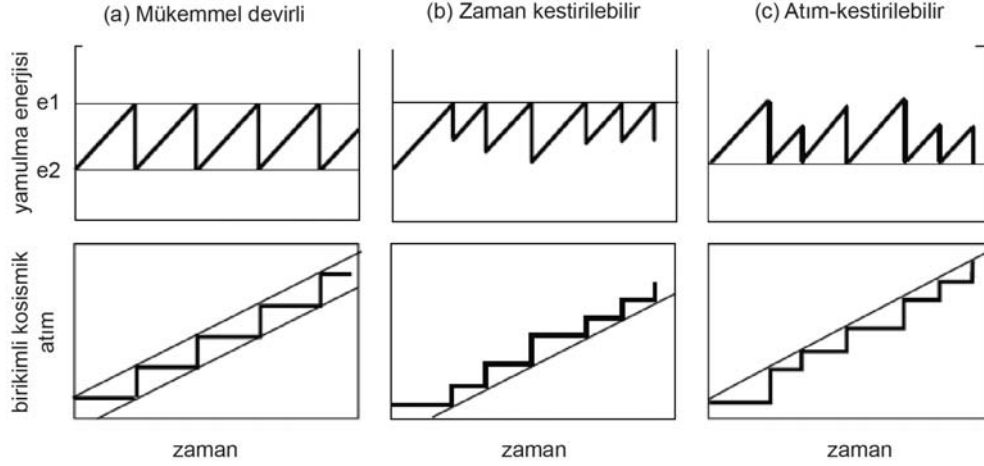 (a) Mükemmel devirli
(b) Zaman kestirilebilir
(c) Atım-kestirilebilir
yamulma enerjisi
e1
e2
birikimli kosismik
atım
zaman
zaman
zaman